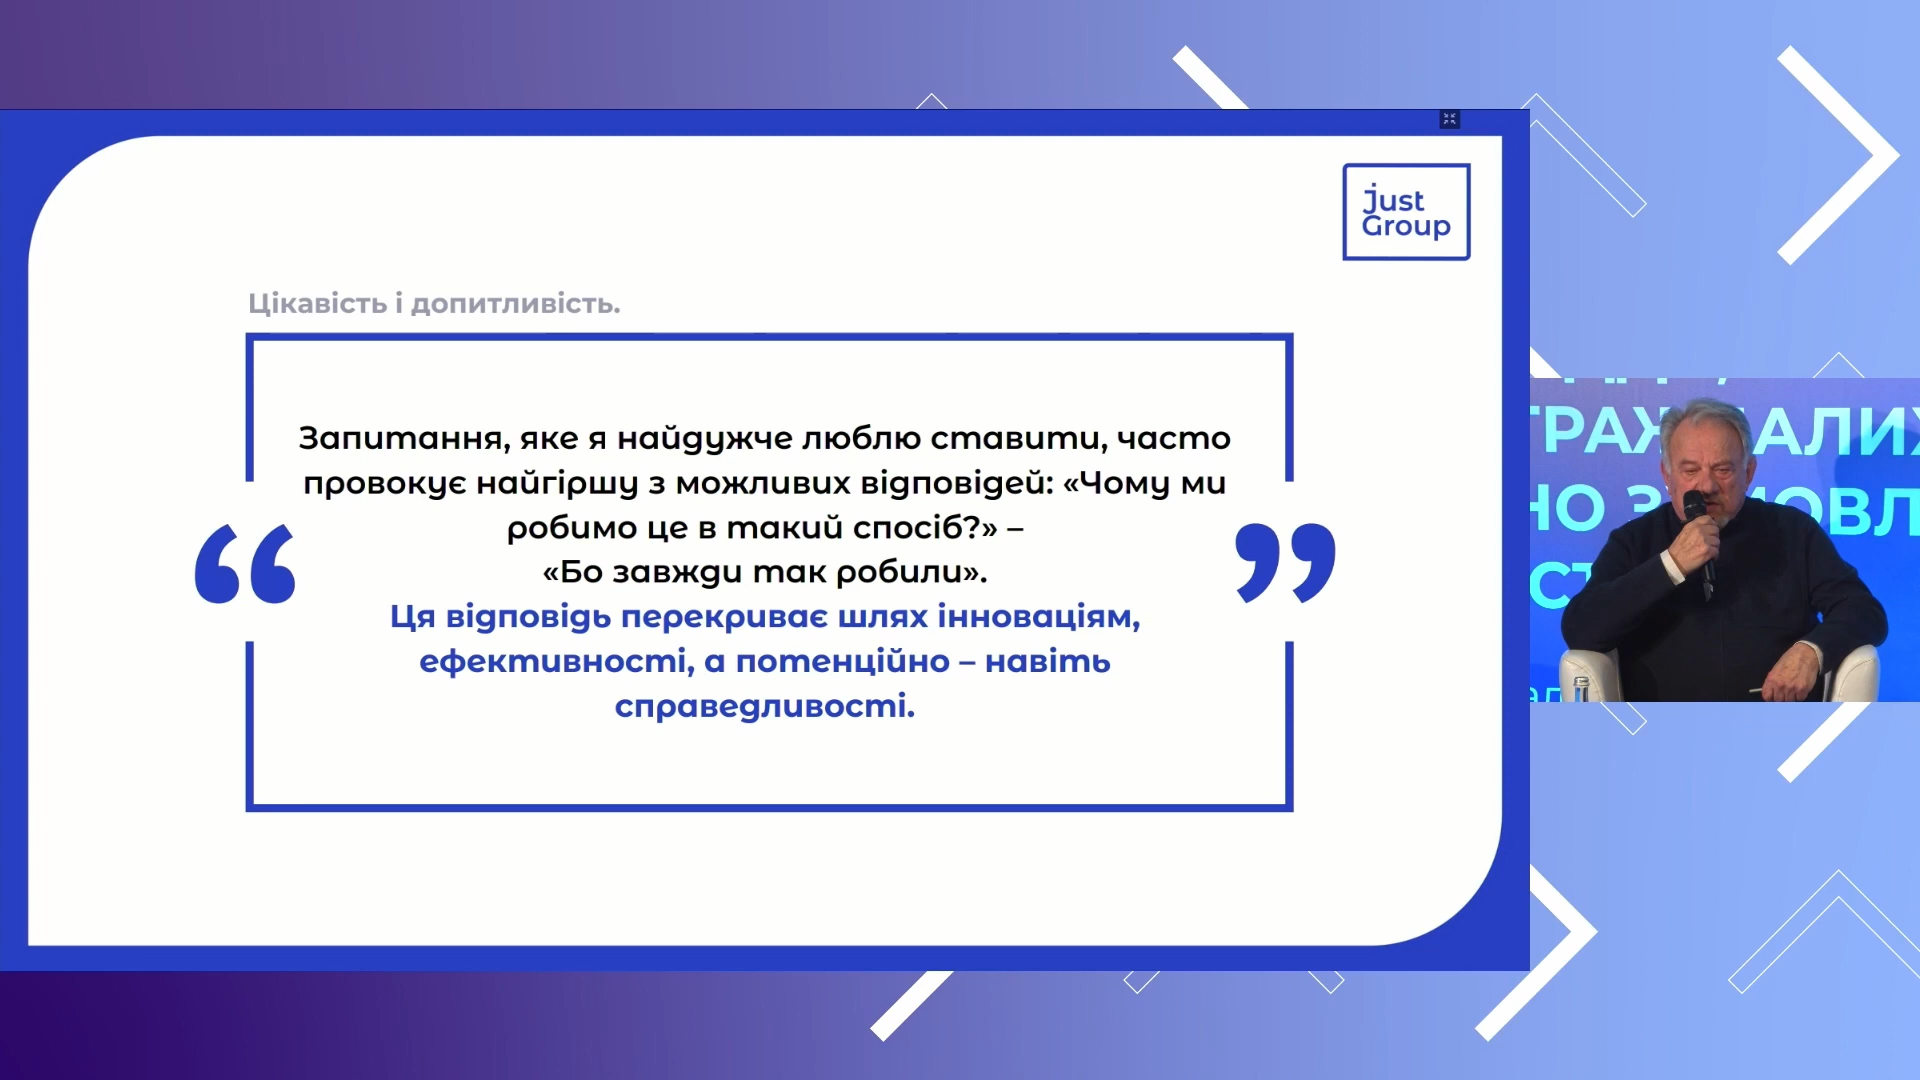 just
Group
Цікавість і допитливість.
Запитання, яке я найдужче люблю ставити, часто
провокує найгіршу з можливих відповідей: «Чому ми
робимо це в такий спосіб?» –
«Бо завжди так робили».
Ця відповідь перекриває шлях інноваціям,
ефективності, а потенційно – навіть
справедливості.